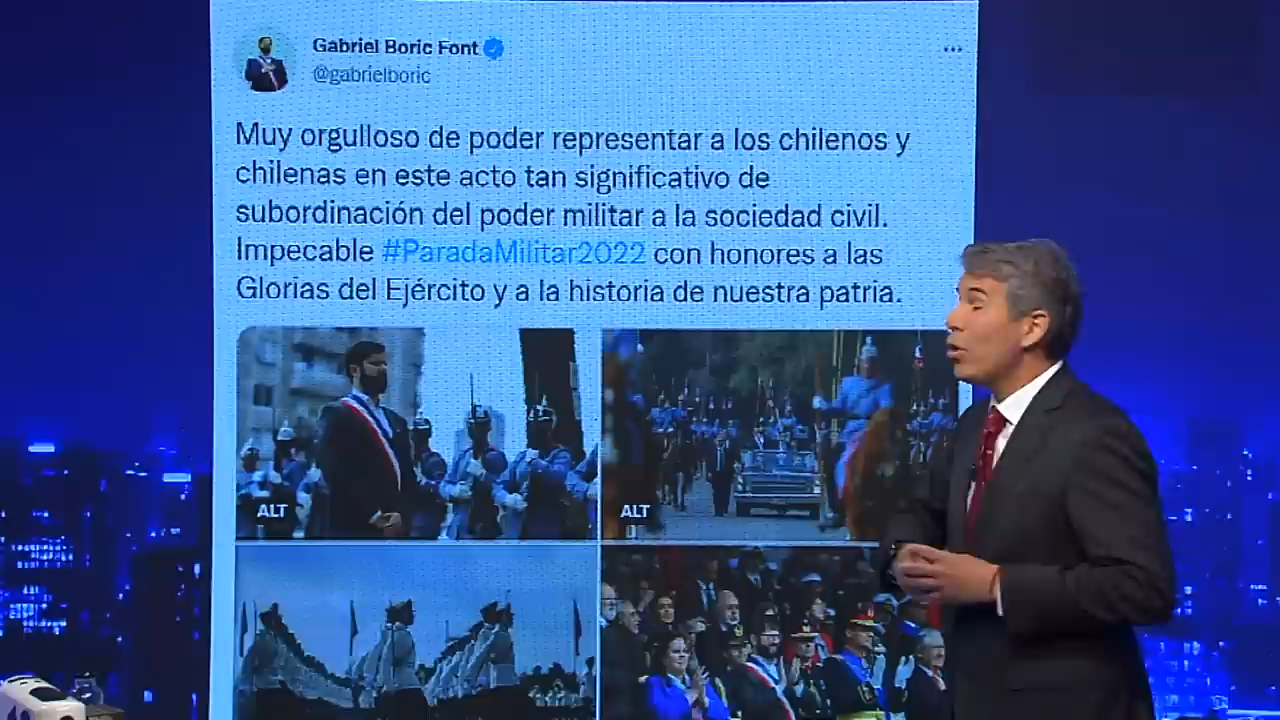 Gabriel Boric Font
@gabrielboric
Muy orgulloso de poder representar a los chilenos y
chilenas en este acto tan significativo de
subordinación del poder militar a la sociedad civil.
Impecable #ParadaMilitar2022 con honores a las
Glorias del Ejército y a la historia de nuestra patria.
ALT
ALT